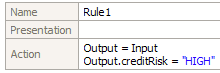 Name Rule1
Presentation
Action Output = Input
Output.creditRisk = "HIGH"